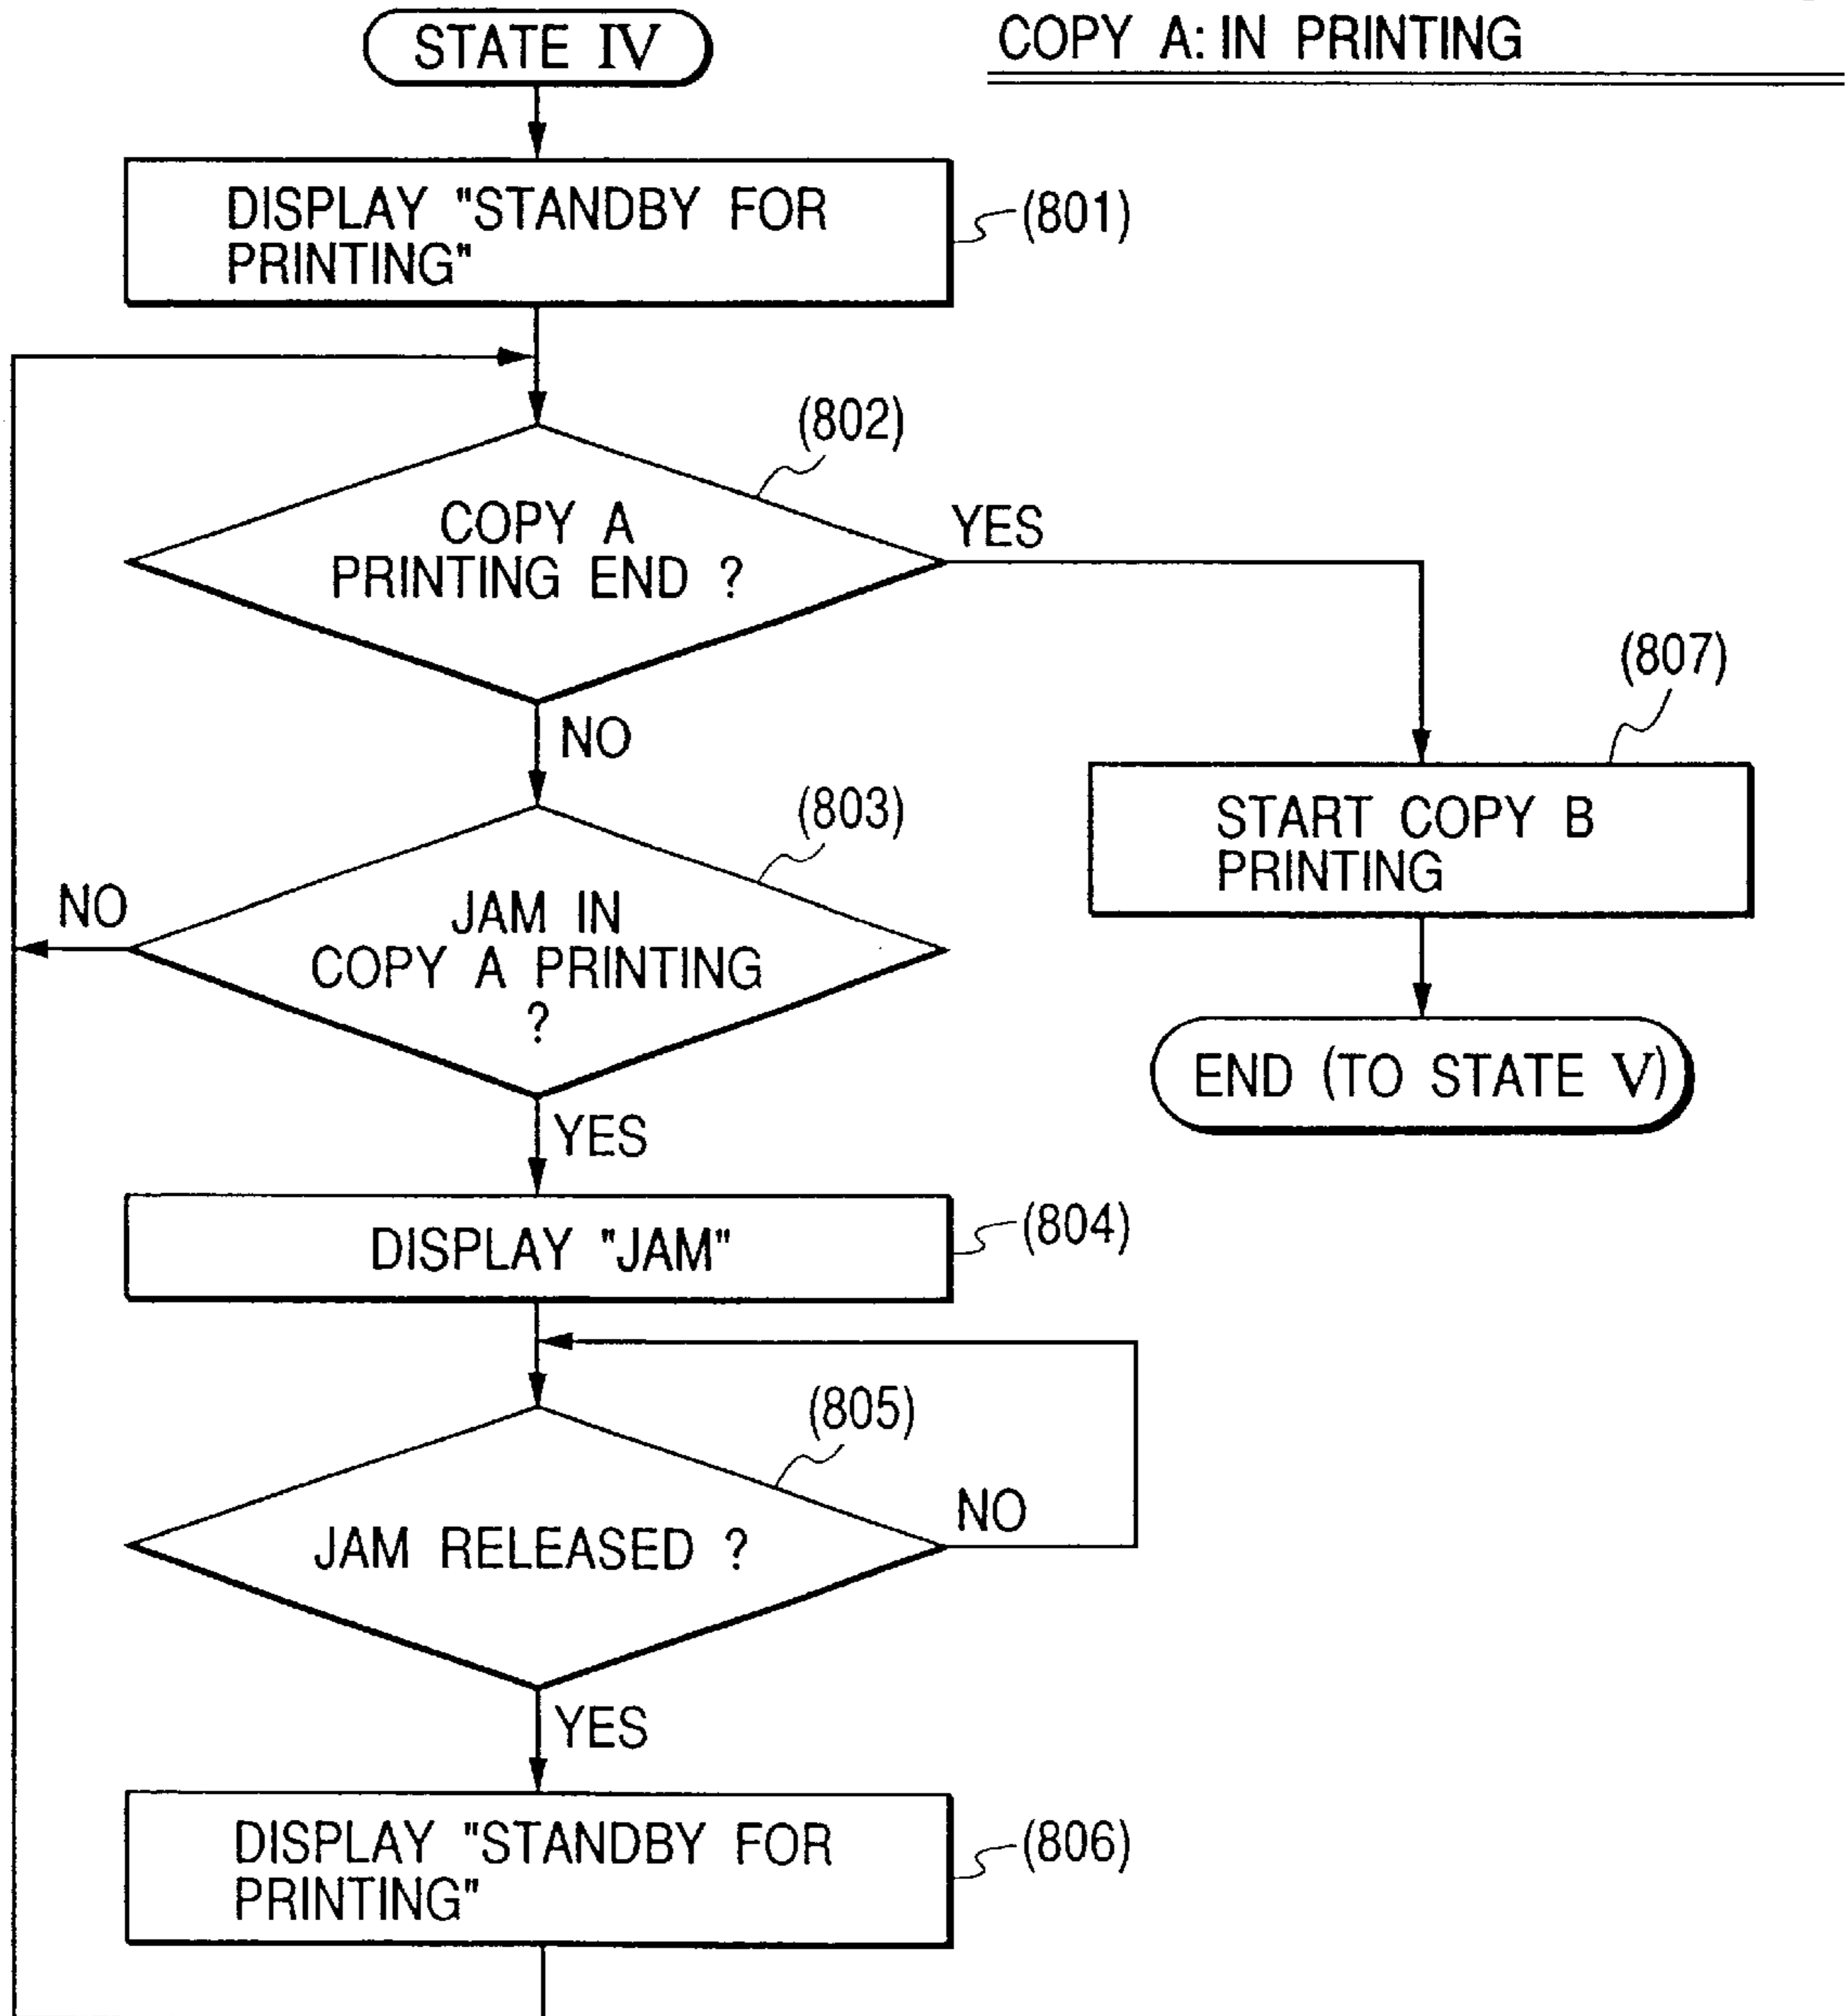 STATE IV
COPY A: IN PRINTING
DISPLAY "STANDBY FOR
PRINTING"
(801)
(802)
COPY A
PRINTING END ?
YES
NO
(807)
START COPY B
PRINTING
END (TO STATE V)
(803)
JAM IN
COPY A PRINTING
?
NO
YES
DISPLAY "JAM"
(804)
(805)
JAM RELEASED ?
NO
YES
DISPLAY "STANDBY FOR
PRINTING"
(806)